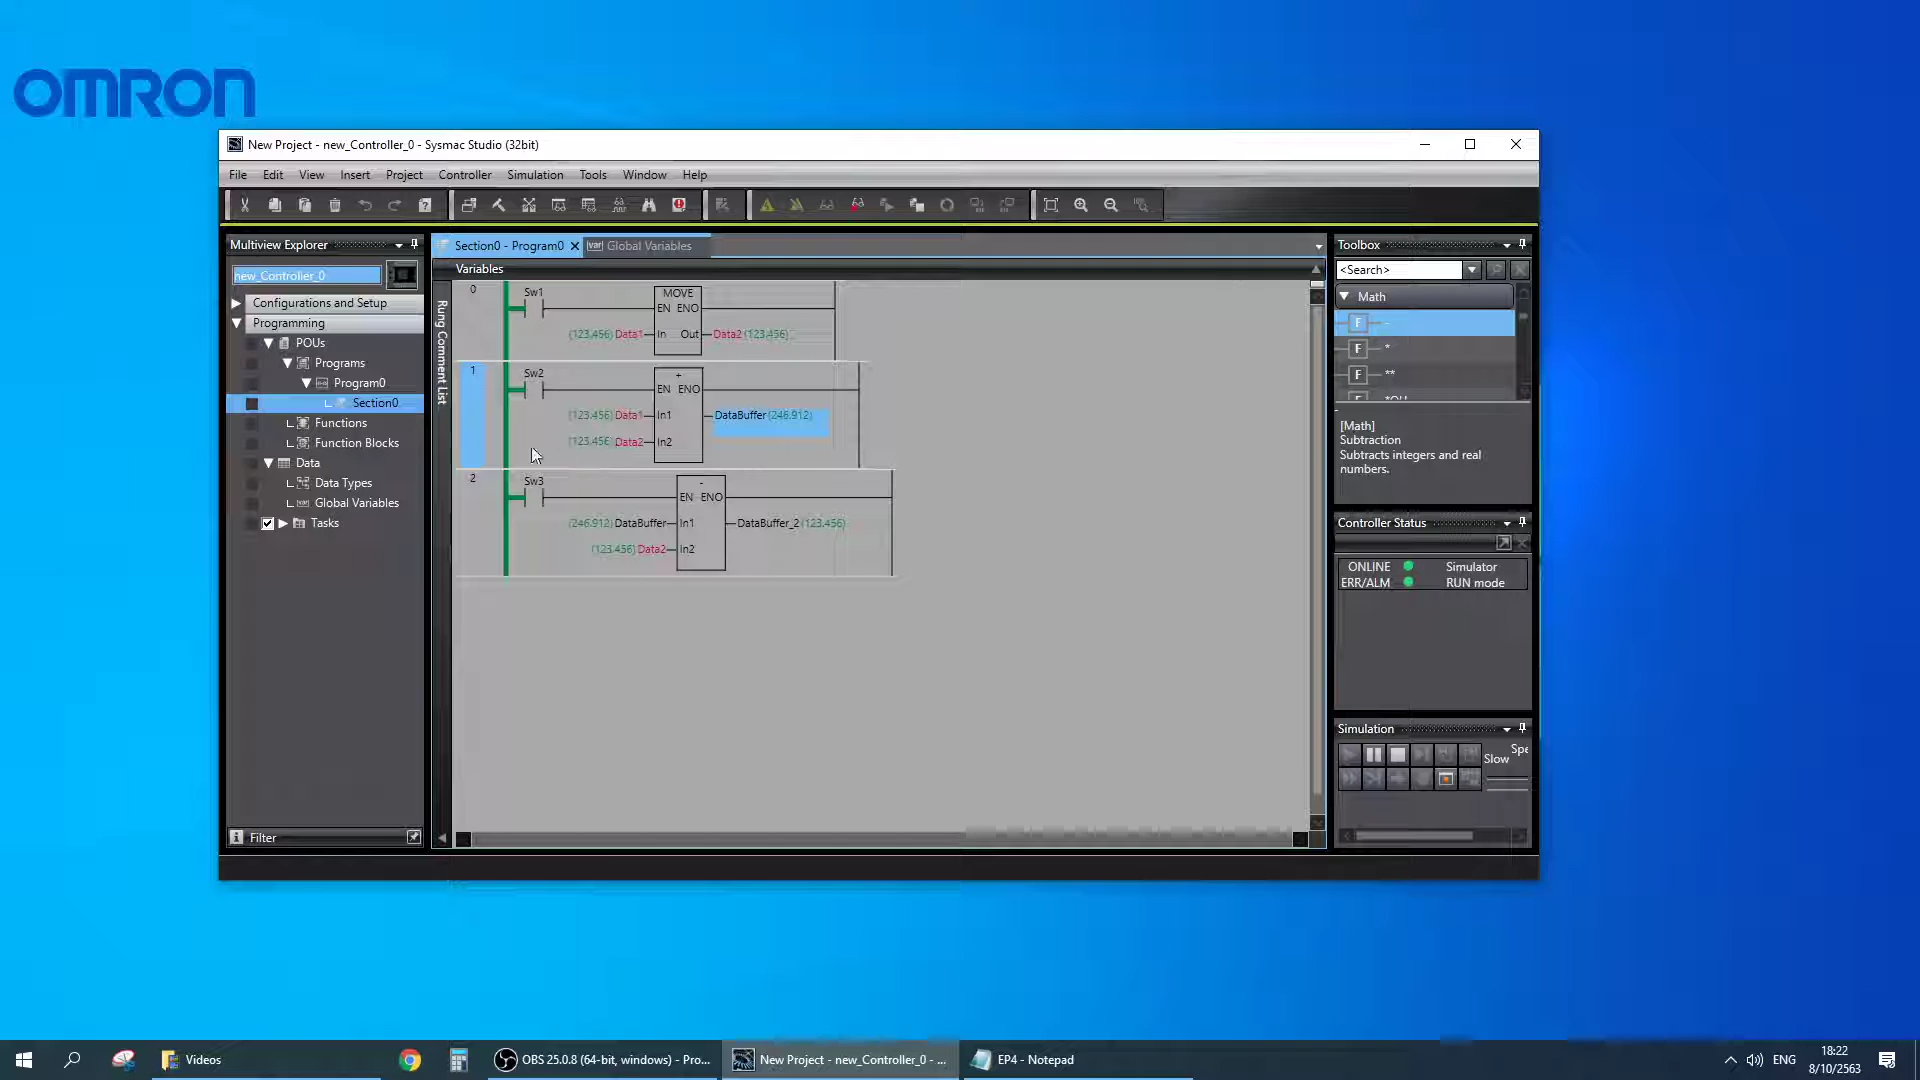 OMRON
New Project - new_Controller_0 - Sysmac Studio (32bit)
File Edit View Insert Project Controller Simulation Tools Window Help
Multiview Explorer
new_Controller_0
Configurations and Setup
Programming
POUs
Programs
Program0
Section0
Functions
Function Blocks
Data
Data Types
Global Variables
Tasks
Filter
Section0 - Program0
var Global Variables
Variables
Rung Comment List
0
Sw1
MOVE
EN ENO
(123.456) Data1 In Out Data2 (123.456)
1
Sw2
+
EN ENO
(123.456) Data1 In1 DataBuffer (246.912)
(123.456) Data2 In2
2
Sw3
-
EN ENO
(246.912) DataBuffer In1 DataBuffer_2 (123.456)
(123.456) Data2 In2
Toolbox
<Search>
Math
F -
F *
F **
-
[Math]
Subtraction
Subtracts integers and real
numbers.
Controller Status
ONLINE Simulator
ERR/ALM RUN mode
Simulation
Spe
Slow
Videos
OBS 25.0.8 (64-bit, windows) - Pro...
New Project - new_Controller_0 - ...
EP4 - Notepad
ENG
18:22
8/10/2563